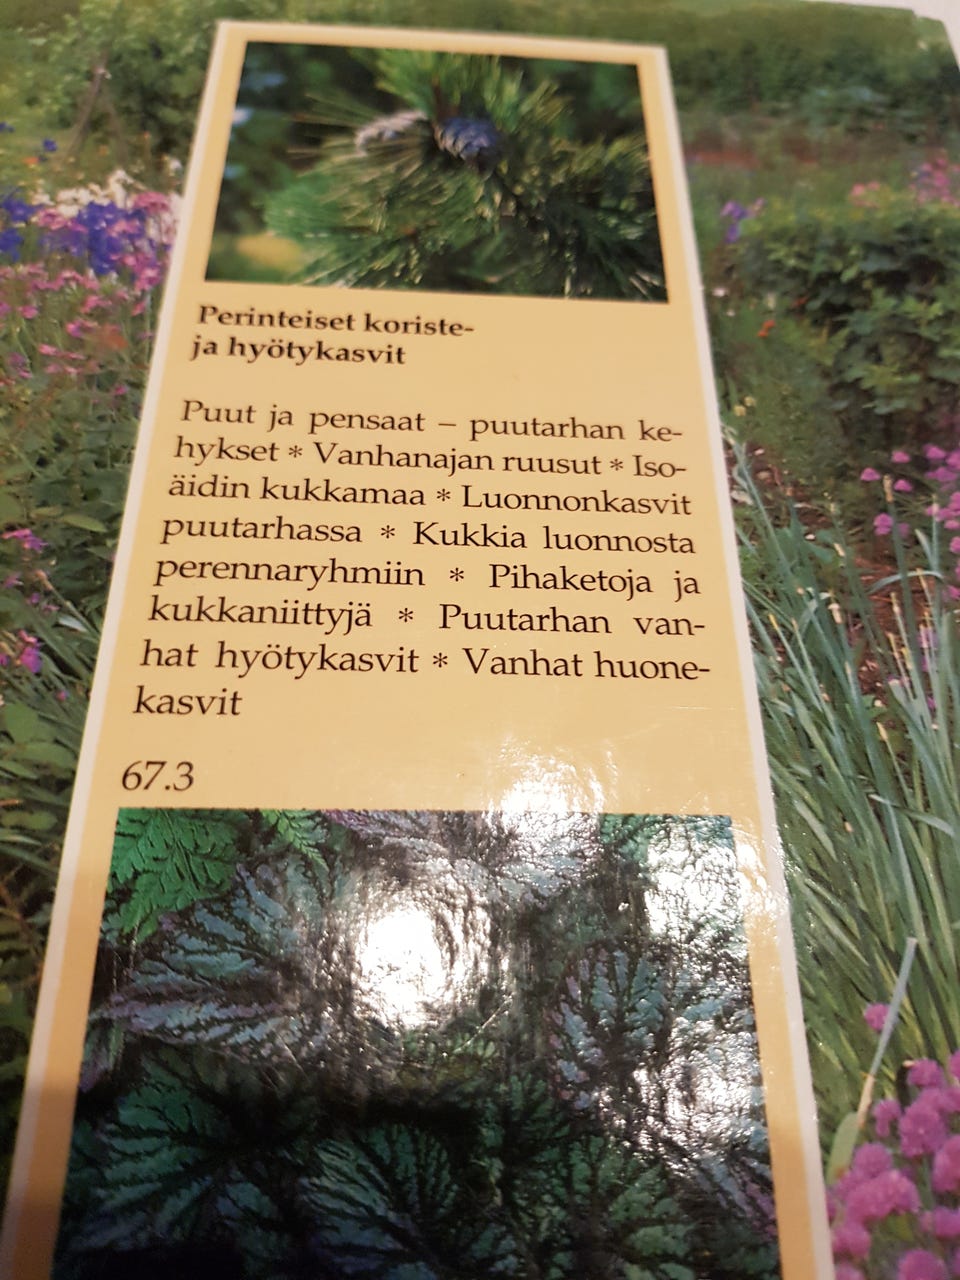 Perinteiset koriste-
ja hyötykasvit
Puut ja pensaat – puutarhan ke-
hykset * Vanhanajan ruusut * Iso-
äidin kukkamaa * Luonnonkasvit
puutarhassa * Kukkia luonnosta
perennaryhmiin * Pihaketoja ja
kukkaniittyjä * Puutarhan van-
hat hyötykasvit * Vanhat huone-
kasvit
67.3